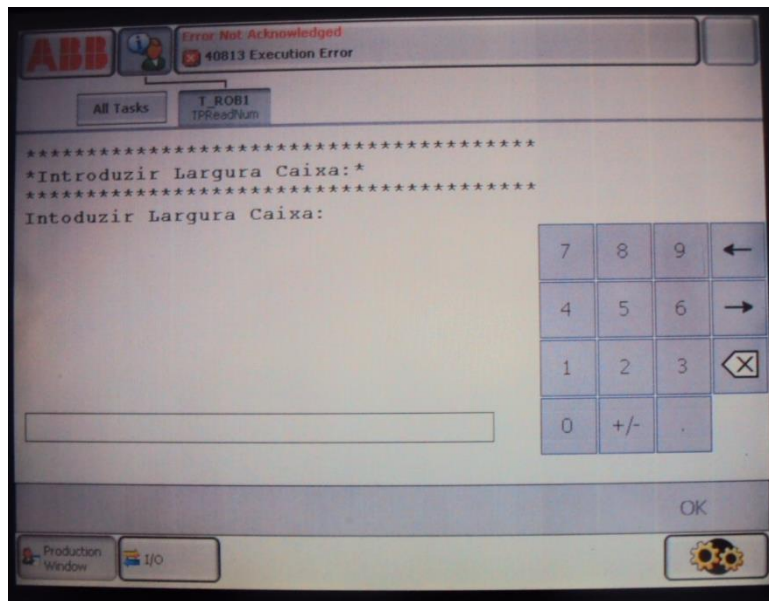 ABB
Error Not Acknowledged
40813 Execution Error
All Tasks
T_ROB1
TPReadNum
******************************************
*Introduzir Largura Caixa:*
******************************************
Intoduzir Largura Caixa:
7 8 9
4 5 6
1 2 3
0 +/- .
OK
Production
Window
I/O